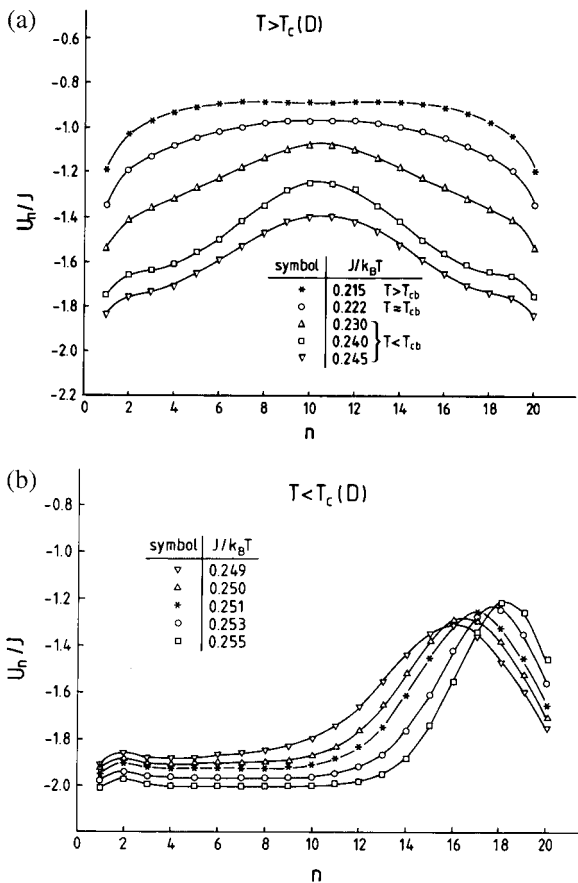 (a)
T>Tc(D)
-0.6
-1.0
-1.2
-1.4
-1.6
-1.8
-2.0
-2.2
Un/J
symbol J/kBT
* 0.215 T>Tcb
○ 0.222 T≈Tcb
△ 0.230
□ 0.240 T<Tcb
▽ 0.245
0 2 4 6 8 10 12 14 16 18 20
n
(b)
T<Tc(D)
-0.8
-1.0
-1.2
-1.4
-1.6
-1.8
-2.0
Un/J
symbol J/kBT
▽ 0.249
△ 0.250
* 0.251
○ 0.253
□ 0.255
0 2 4 6 8 10 12 14 16 18 20
n